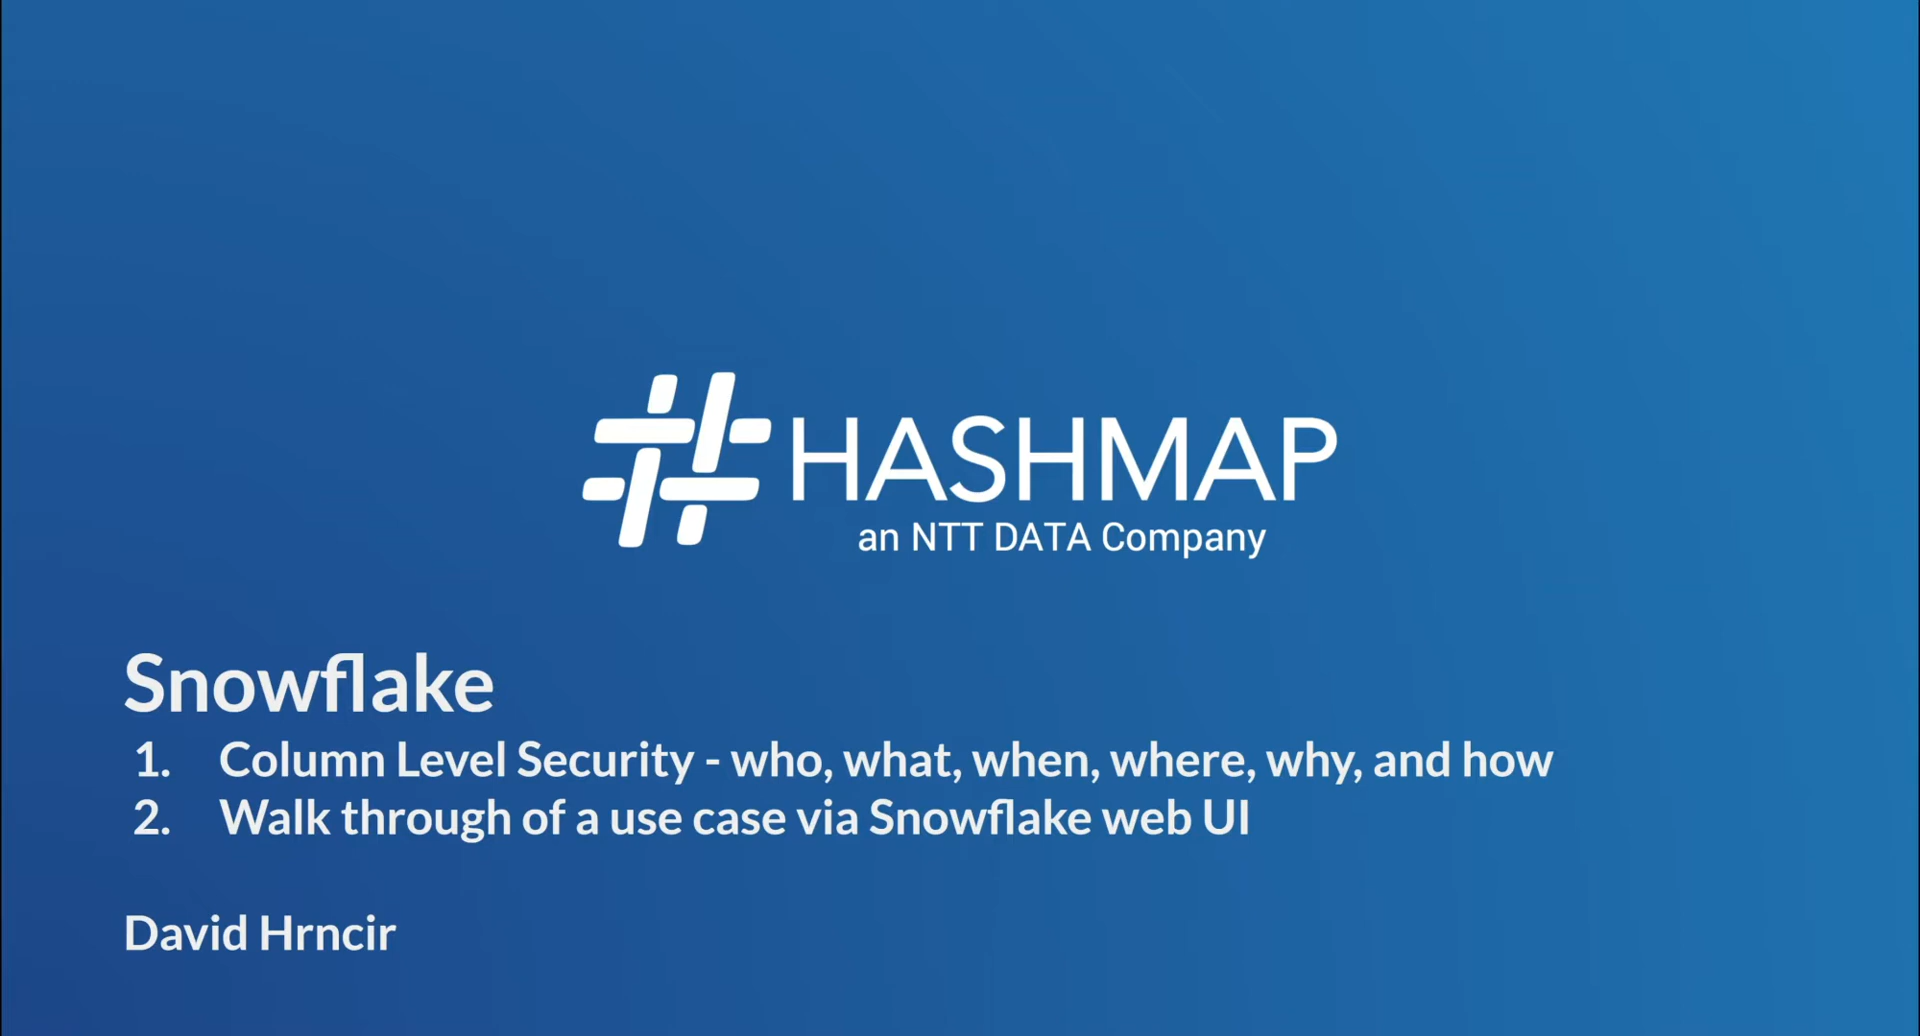 HASHMAP
an NTT DATA Company
Snowflake
1. Column Level Security - who, what, when, where, why, and how
2. Walk through of a use case via Snowflake web UI
David Hrncir